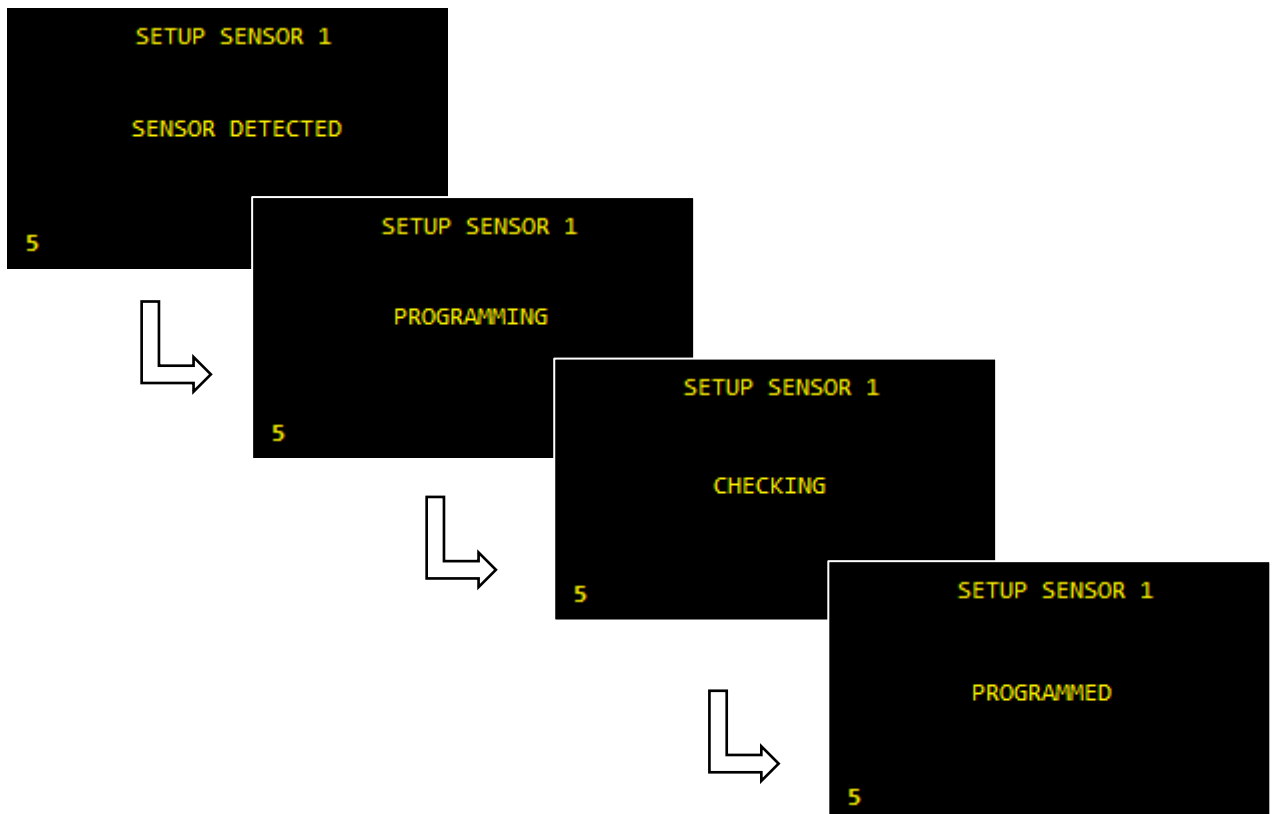 SETUP SENSOR 1
SENSOR DETECTED
5
SETUP SENSOR 1
PROGRAMMING
5
SETUP SENSOR 1
CHECKING
5
SETUP SENSOR 1
PROGRAMMED
5